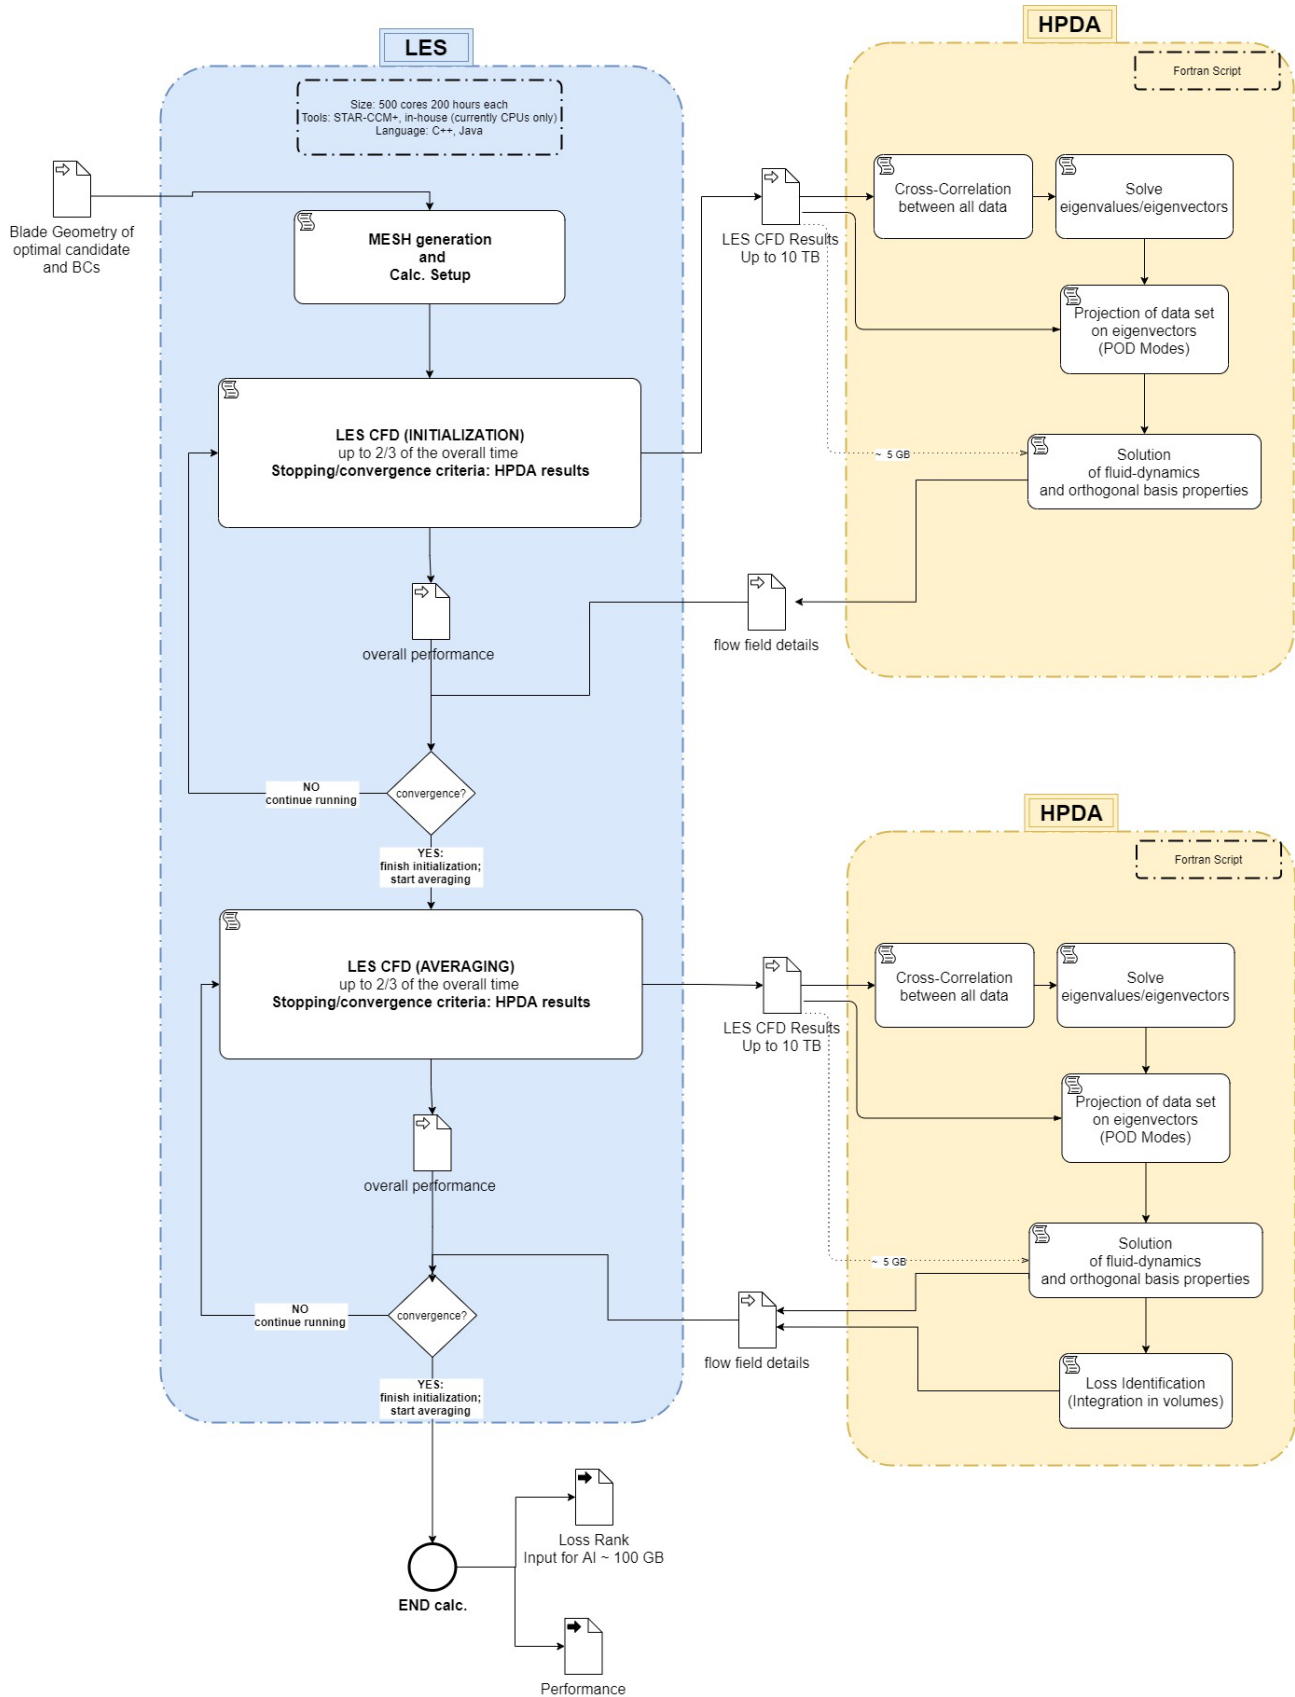 LES
Size: 500 cores 200 hours each
Tools: STAR-CCM+, in-house (currently CPUs only)
Language: C++, Java
Blade Geometry of
optimal candidate
and BCs
MESH generation
and
Calc. Setup
LES CFD (INITIALIZATION)
up to 2/3 of the overall time
Stopping/convergence criteria: HPDA results
overall performance
convergence?
NO
continue running
YES:
finish initialization;
start averaging
HPDA
Fortran Script
LES CFD Results
Up to 10 TB
Cross-Correlation
between all data
Solve
eigenvalues/eigenvectors
Projection of data set
on eigenvectors
(POD Modes)
~ 5 GB
Solution
of fluid-dynamics
and orthogonal basis properties
flow field details
LES CFD (AVERAGING)
up to 2/3 of the overall time
Stopping/convergence criteria: HPDA results
overall performance
convergence?
NO
continue running
YES:
finish initialization;
start averaging
HPDA
Fortran Script
LES CFD Results
Up to 10 TB
Cross-Correlation
between all data
Solve
eigenvalues/eigenvectors
Projection of data set
on eigenvectors
(POD Modes)
~ 5 GB
Solution
of fluid-dynamics
and orthogonal basis properties
flow field details
Loss Identification
(Integration in volumes)
END calc.
Loss Rank
Input for AI ~ 100 GB
Performance